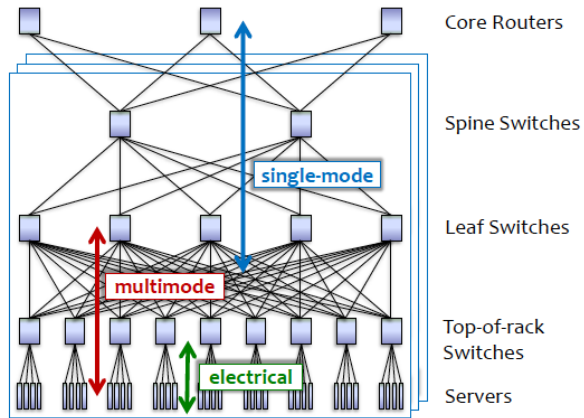 Core Routers
Spine Switches
single-mode
Leaf Switches
multimode
Top-of-rack
Switches
electrical
Servers